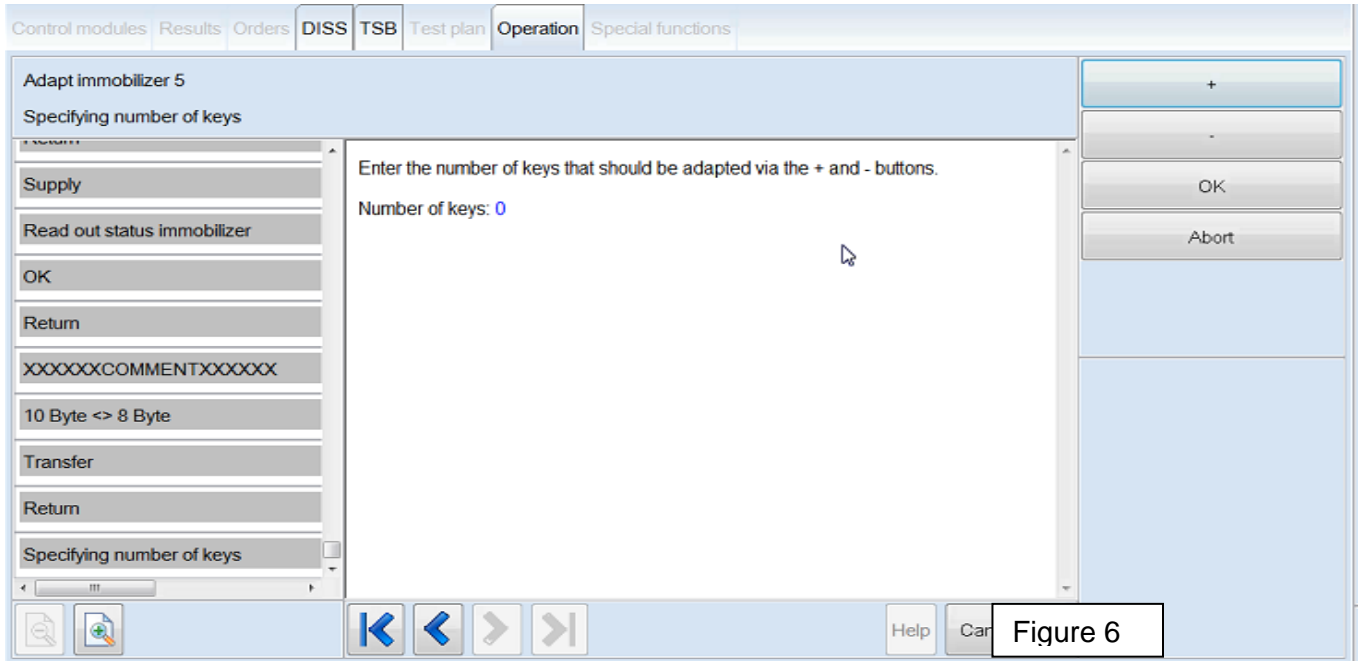 Control modules Results Orders DISS TSB Test plan Operation Special functions
Adapt immobilizer 5
Specifying number of keys
Return
Supply
Read out status immobilizer
OK
Return
XXXXXXCOMMENTXXXXXX
10 Byte <> 8 Byte
Transfer
Return
Specifying number of keys
Enter the number of keys that should be adapted via the + and - buttons.
Number of keys: 0
+
-
OK
Abort
Help
Figure 6